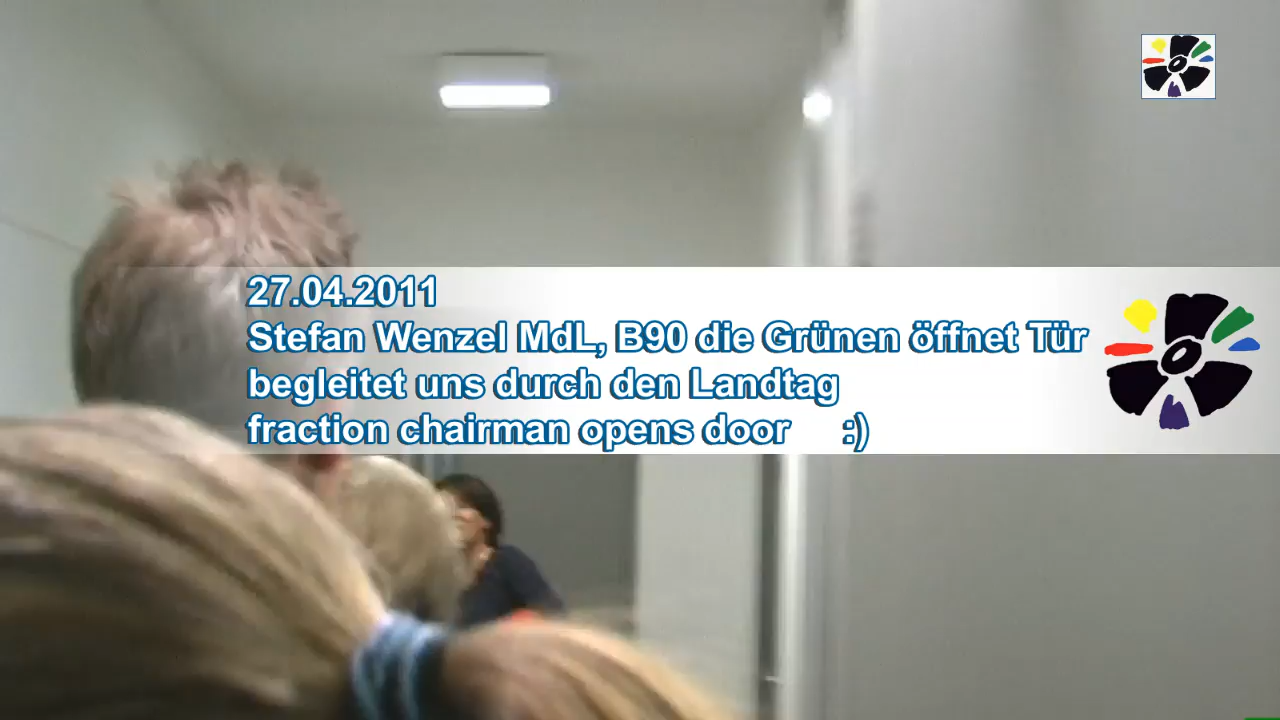 27.04.2011
Stefan Wenzel MdL, B90 die Grünen öffnet Tür
begleitet uns durch den Landtag
fraction chairman opens door :)